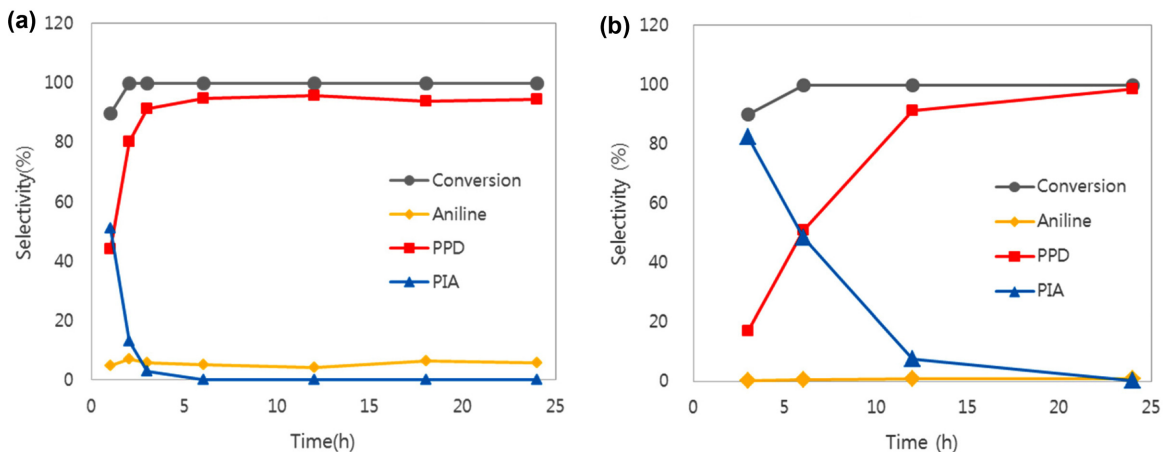 (a)
120
100
80
60
40
20
0
0 5 10 15 20 25
Selectivity(%)
Time(h)
Conversion
Aniline
PPD
PIA
(b)
120
100
80
60
40
20
0
0 5 10 15 20 25
Selectivity (%)
Time (h)
Conversion
Aniline
PPD
PIA